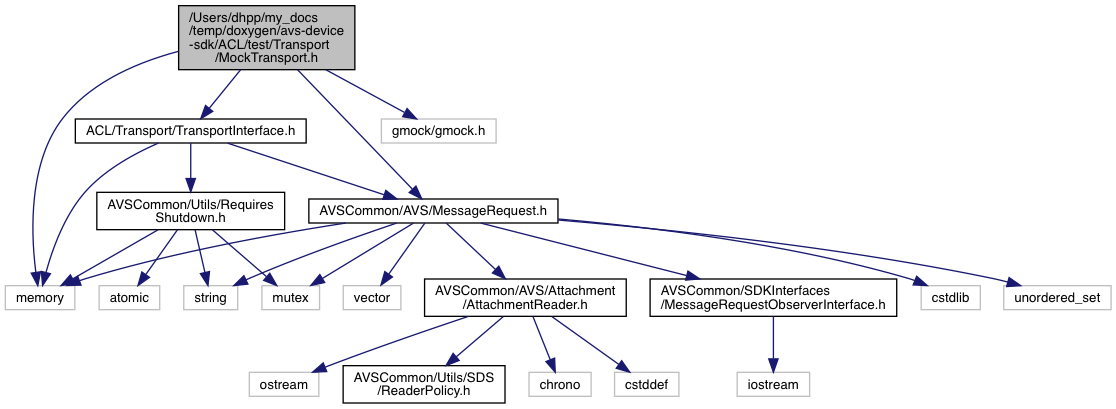 /Users/dhpp/my_docs
/temp/doxygen/avs-device
-sdk/ACL/test/Transport
/MockTransport.h
ACL/Transport/TransportInterface.h
gmock/gmock.h
AVSCommon/Utils/Requires
Shutdown.h
AVSCommon/AVS/MessageRequest.h
memory
atomic
string
mutex
vector
AVSCommon/AVS/Attachment
/AttachmentReader.h
AVSCommon/SDKInterfaces
/MessageRequestObserverInterface.h
cstdlib
unordered_set
ostream
AVSCommon/Utils/SDS
/ReaderPolicy.h
chrono
cstddef
iostream